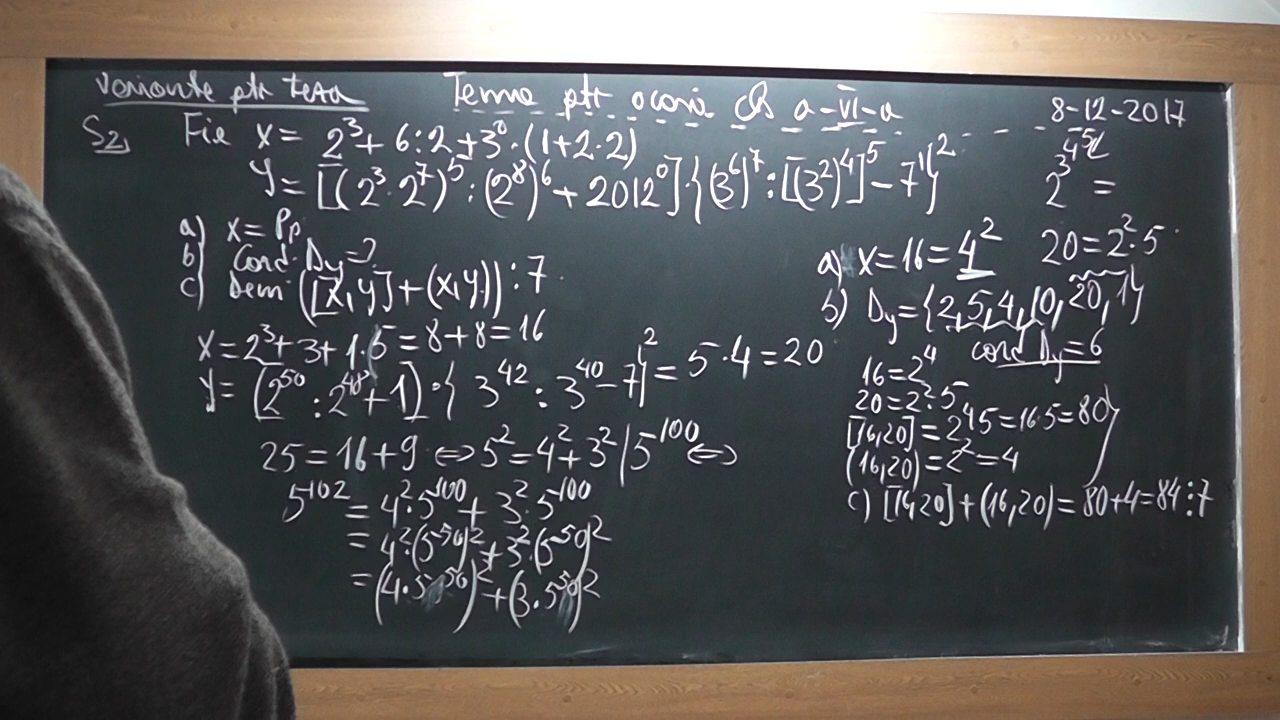 Variante ptr teza Tema ptr ocazie cls a-VI-a 8-12-2017
S2, Fie x = 2³ + 6:2 + 3⁰·(1+2·2)
y = [(2³·2⁷)⁵ : (2⁸)⁶ + 2012⁰]·{(3⁶)⁷ : [(3²)⁴]⁵ − 7¹}²
a) x = Pp
b) Card Dy = ?
c) Dem ([x,y] + (x,y)) ⋮ 7
x = 2³ + 3 + 1·5 = 8 + 8 = 16
y = [2⁵⁰ : 2⁴⁸ + 1]·{3⁴² : 3⁴⁰ − 7}² = 5·4 = 20
25 = 16 + 9 ⇔ 5² = 4² + 3² | 5¹⁰⁰ ⇔
5¹⁰² = 4²·5¹⁰⁰ + 3²·5¹⁰⁰
= 4²·(5⁵⁰)² + 3²·(5⁵⁰)²
= (4·5⁵⁰)² + (3·5⁵⁰)²
a) x = 16 = 4² 20 = 2²·5
b) Dy = {2, 5, 4, 10, 20, 1}
card Dy = 6
16 = 2⁴
20 = 2²·5
[16,20] = 2⁴·5 = 16·5 = 80
(16,20) = 2² = 4
c) [16,20] + (16,20) = 80 + 4 = 84 ⋮ 7